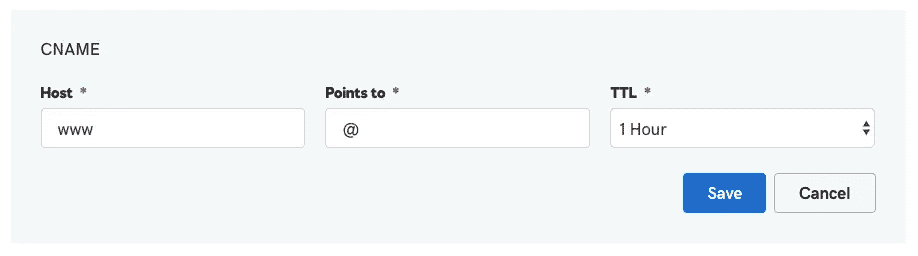 CNAME
Host * Points to * TTL *
www @ 1 Hour
Save Cancel